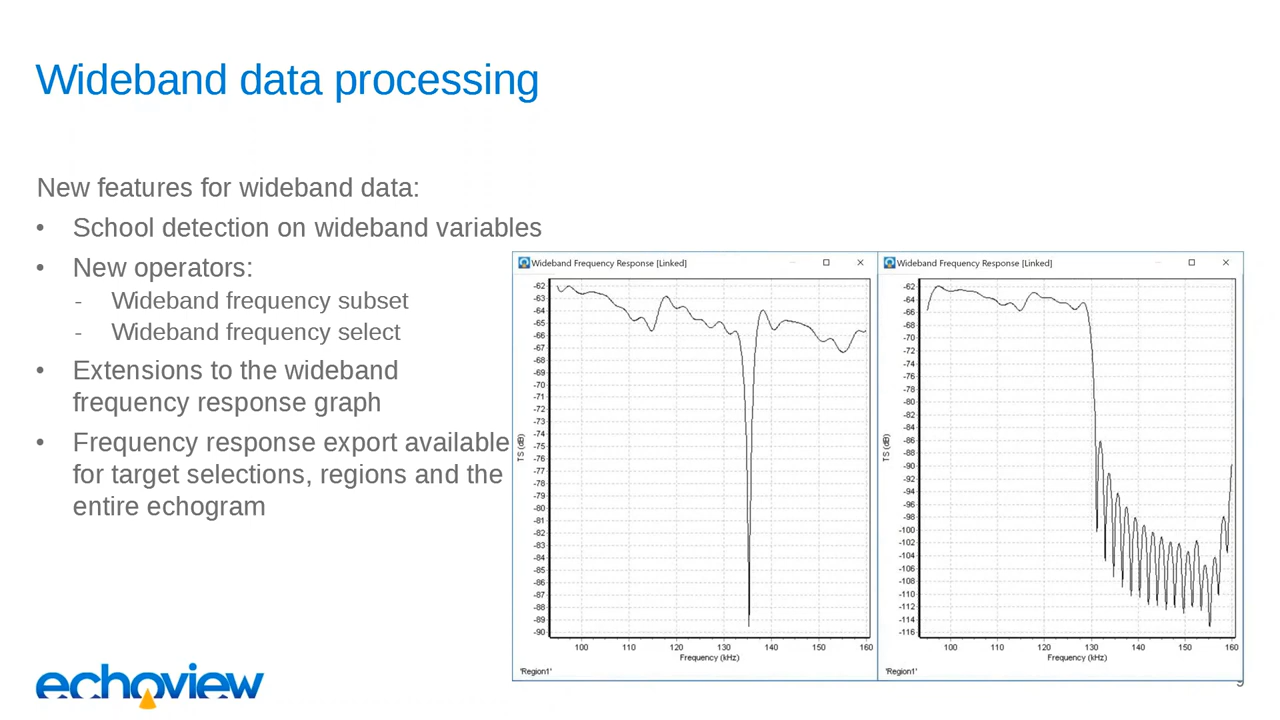 Wideband data processing
New features for wideband data:
• School detection on wideband variables
• New operators:
- Wideband frequency subset
- Wideband frequency select
• Extensions to the wideband
frequency response graph
• Frequency response export available
for target selections, regions and the
entire echogram
Wideband Frequency Response [Linked]
-62
-63
-64
-65
-66
-67
-68
-69
-70
-71
-72
-73
-74
-75
-76
-77
-78
-79
-80
-81
-82
-83
-84
-85
-86
-87
-88
-89
-90
TS (dB)
100 110 120 130 140 150 160
Frequency (kHz)
'Region1'
Wideband Frequency Response [Linked]
-62
-64
-66
-68
-70
-72
-74
-76
-78
-80
-82
-84
-86
-88
-90
-92
-94
-96
-98
-100
-102
-104
-106
-108
-110
-112
-114
-116
TS (dB)
100 110 120 130 140 150 160
Frequency (kHz)
'Region1'
echoview